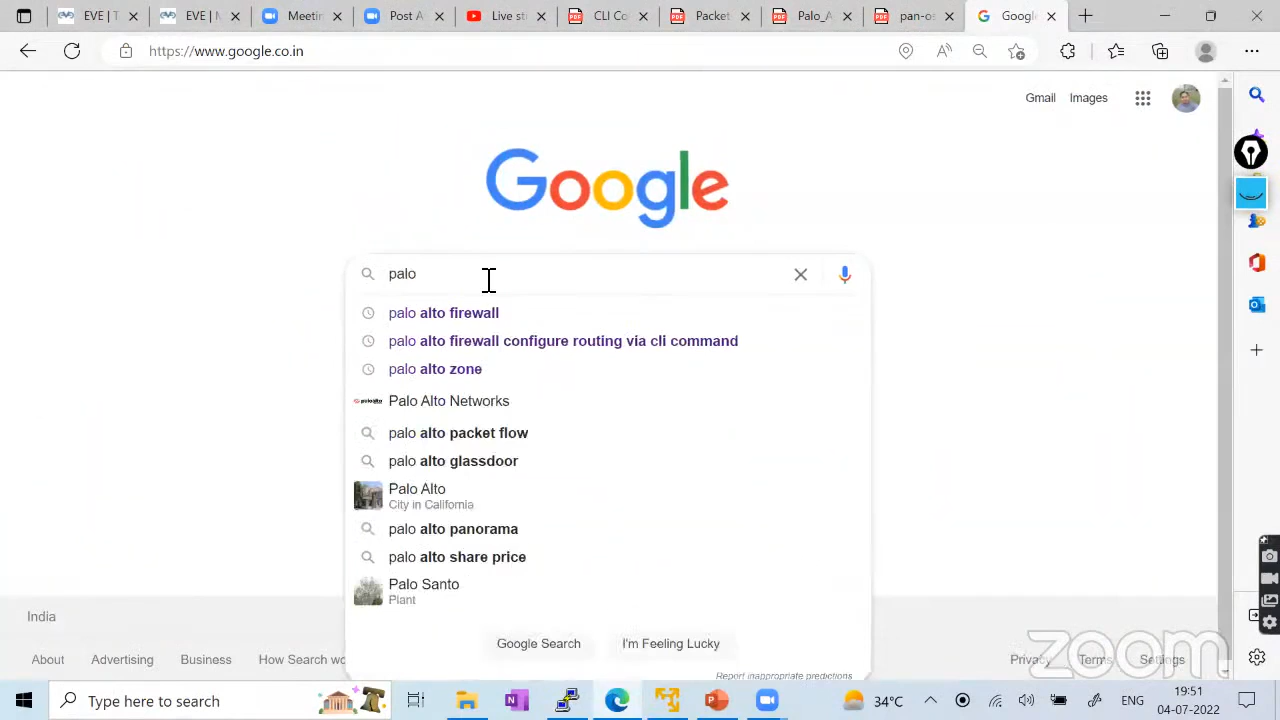 EVE |
EVE | N
Meetin
Palo A
Live st
CLI Co
Packet
Palo_A
pan-os
Google
https://www.google.co.in
Gmail
Images
Google
palo
palo alto firewall
palo alto firewall configure routing via cli command
palo alto zone
Palo Alto Networks
palo alto packet flow
palo alto glassdoor
Palo Alto
City in California
palo alto panorama
palo alto share price
Palo Santo
Plant
Google Search
I'm Feeling Lucky
Report inappropriate predictions
India
About
Advertising
Business
How Search wo
Privacy
Terms
Settings
zoom
Type here to search
34°C
ENG
19:51
04-07-2022